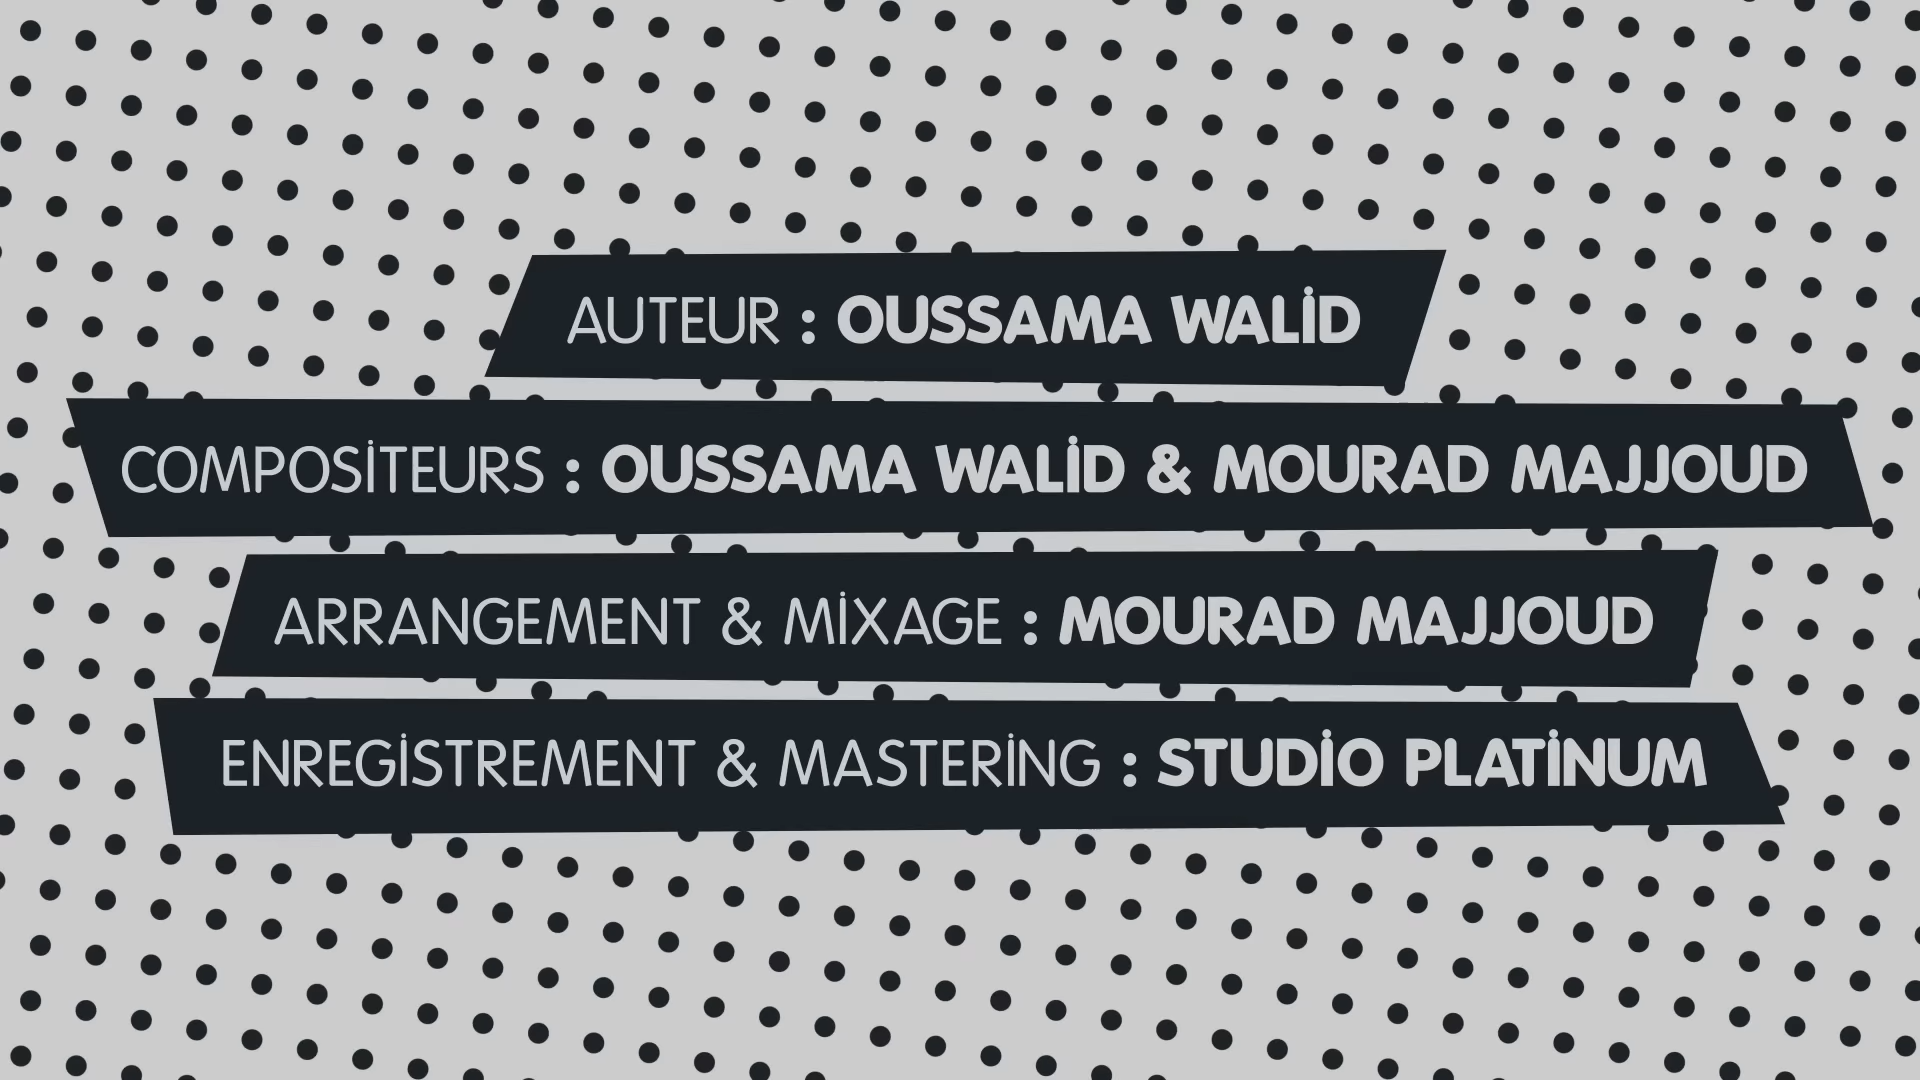 AUTEUR : OUSSAMA WALID
COMPOSITEURS : OUSSAMA WALID & MOURAD MAJJOUD
ARRANGEMENT & MIXAGE : MOURAD MAJJOUD
ENREGISTREMENT & MASTERING : STUDIO PLATINUM